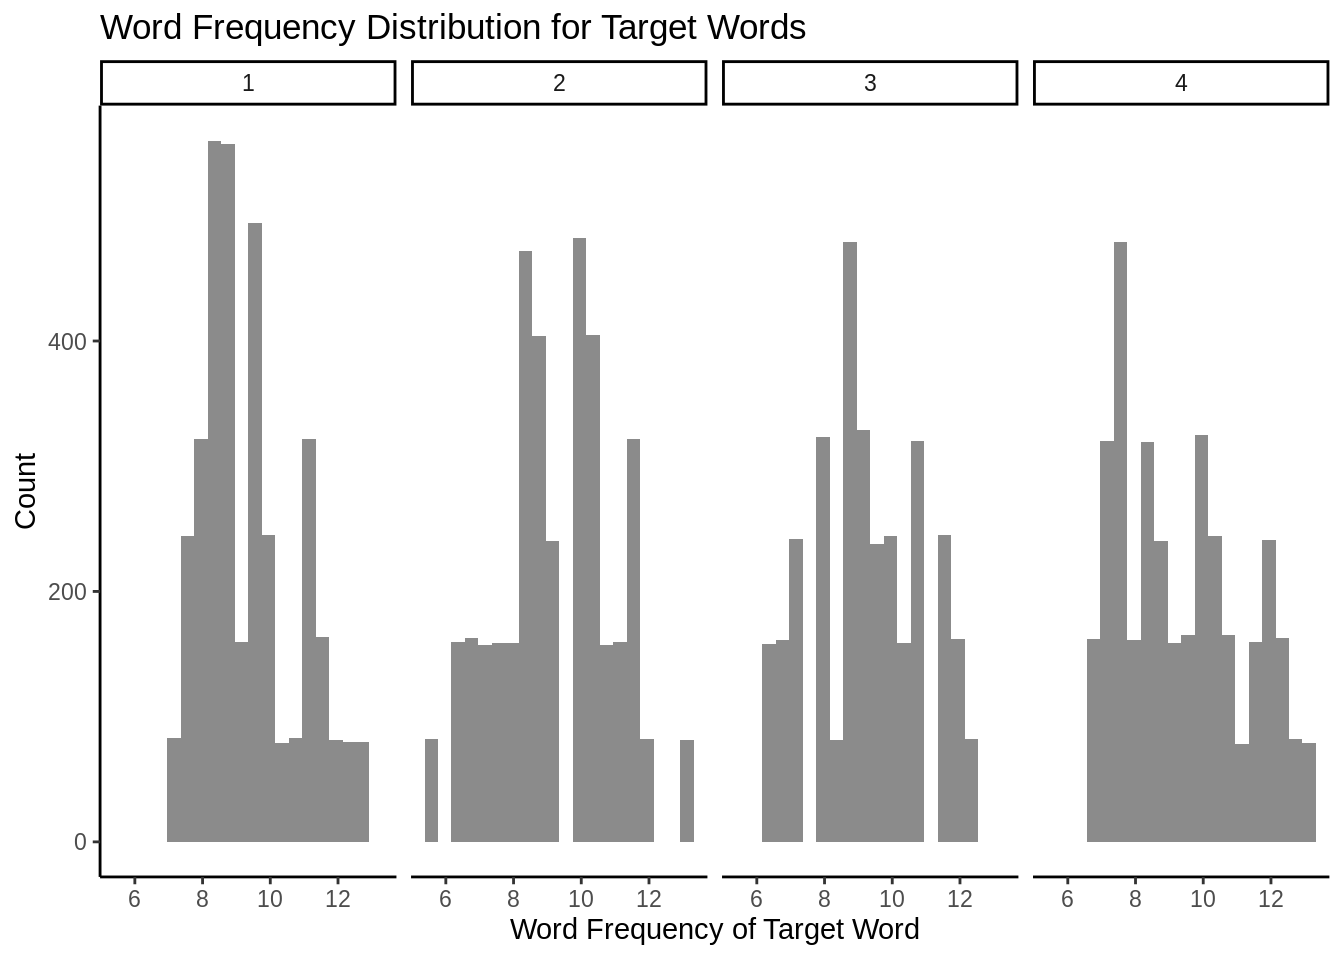 Word Frequency Distribution for Target Words
1 2 3 4
Count
400
200
0
6 8 10 12 6 8 10 12 6 8 10 12 6 8 10 12
Word Frequency of Target Word